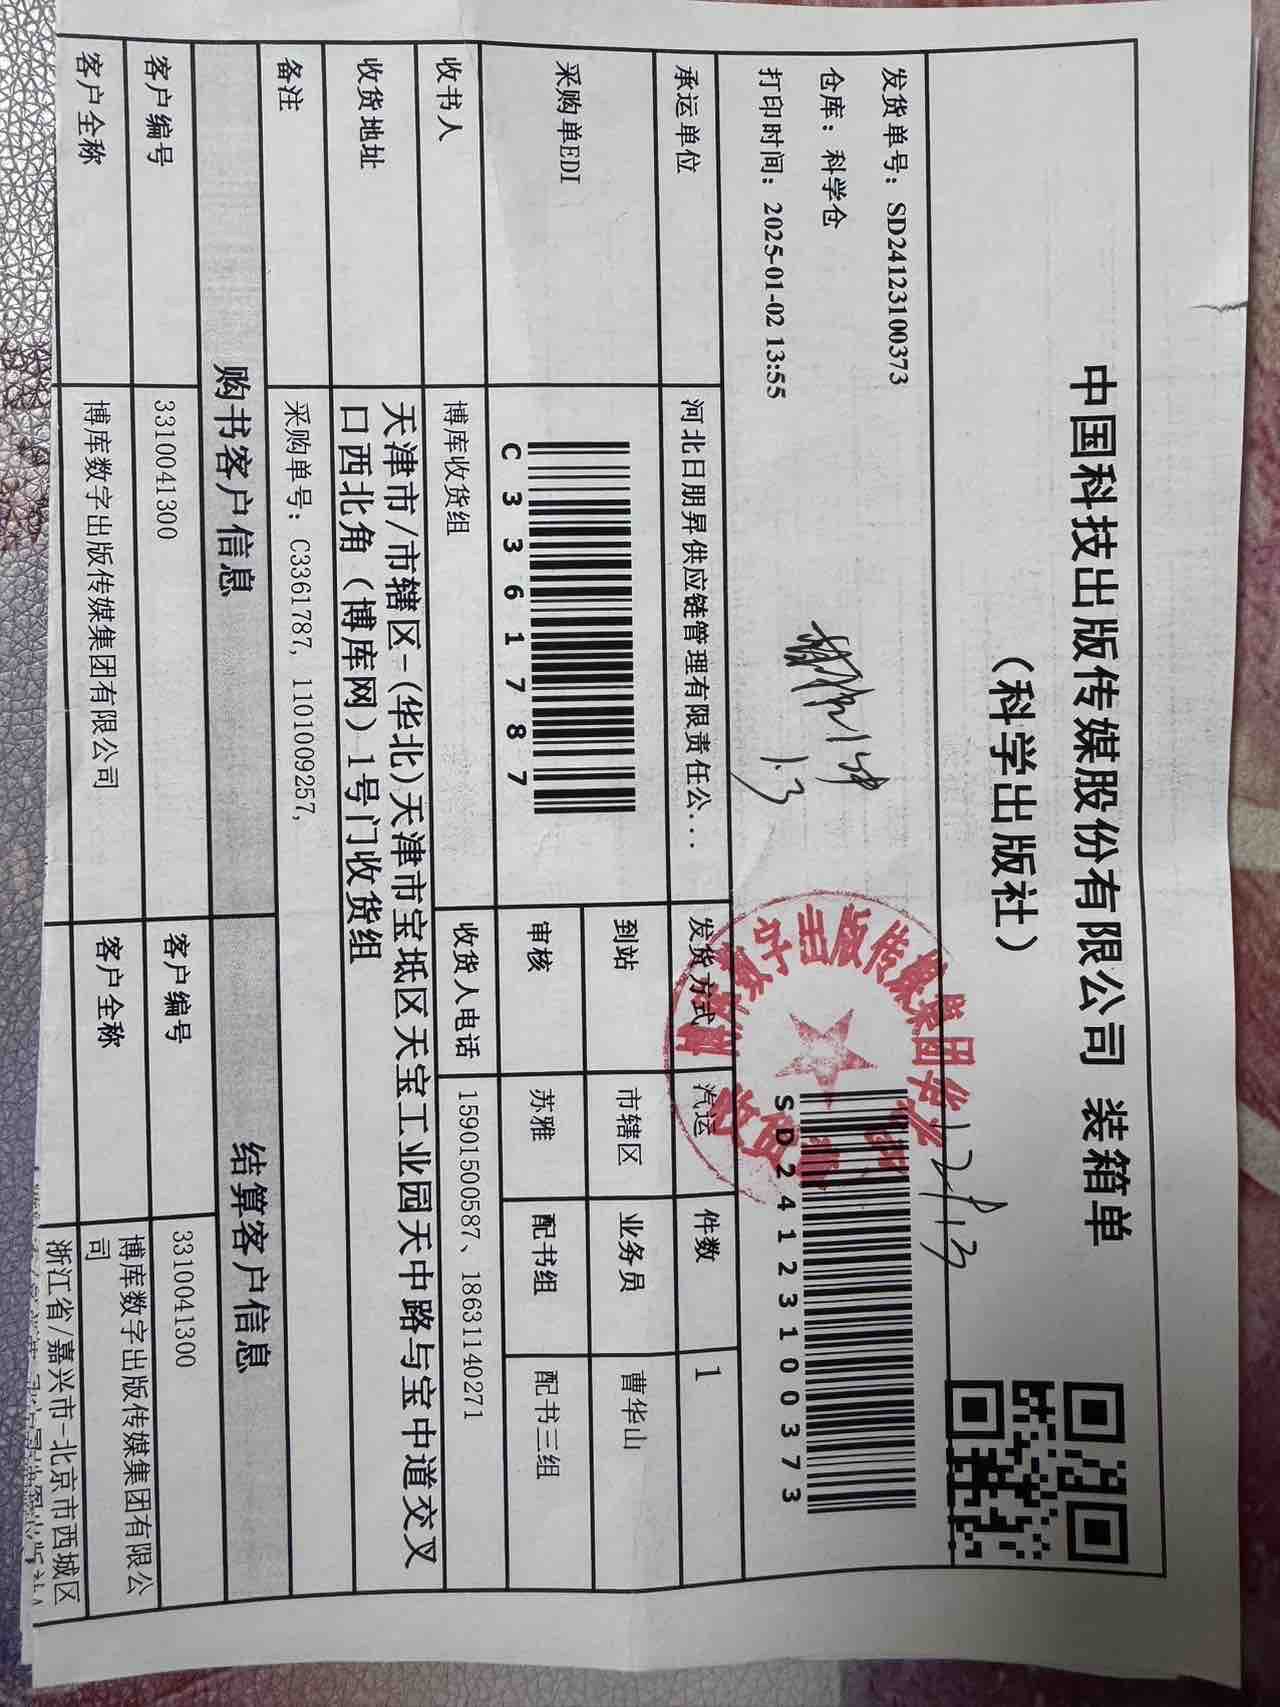 中国科技出版传媒股份有限公司 装箱单
（科学出版社）
发货单号: SD24123100373
仓库: 科学仓
打印时间: 2025-01-02 13:55
SD24123100373
1.3
承运单位 河北日朋昇供应链管理有限责任公... 发货方式 汽运 件数 1
采购单EDI C3361787 到站 市辖区 业务员 曹华山
审核 苏雅 配书组 配书三组
收书人 博库收货组 收货人电话 15901500587、18631140271
收货地址 天津市/市辖区-(华北)天津市宝坻区天宝工业园天中路与宝中道交叉
口西北角（博库网）1号门收货组
备注 采购单号: C3361787, 1101009257,
购书客户信息 结算客户信息
客户编号 3310041300 客户编号 3310041300
客户全称 博库数字出版传媒集团有限公司 客户全称 博库数字出版传媒集团有限公
司
浙江省/嘉兴市-北京市西城区